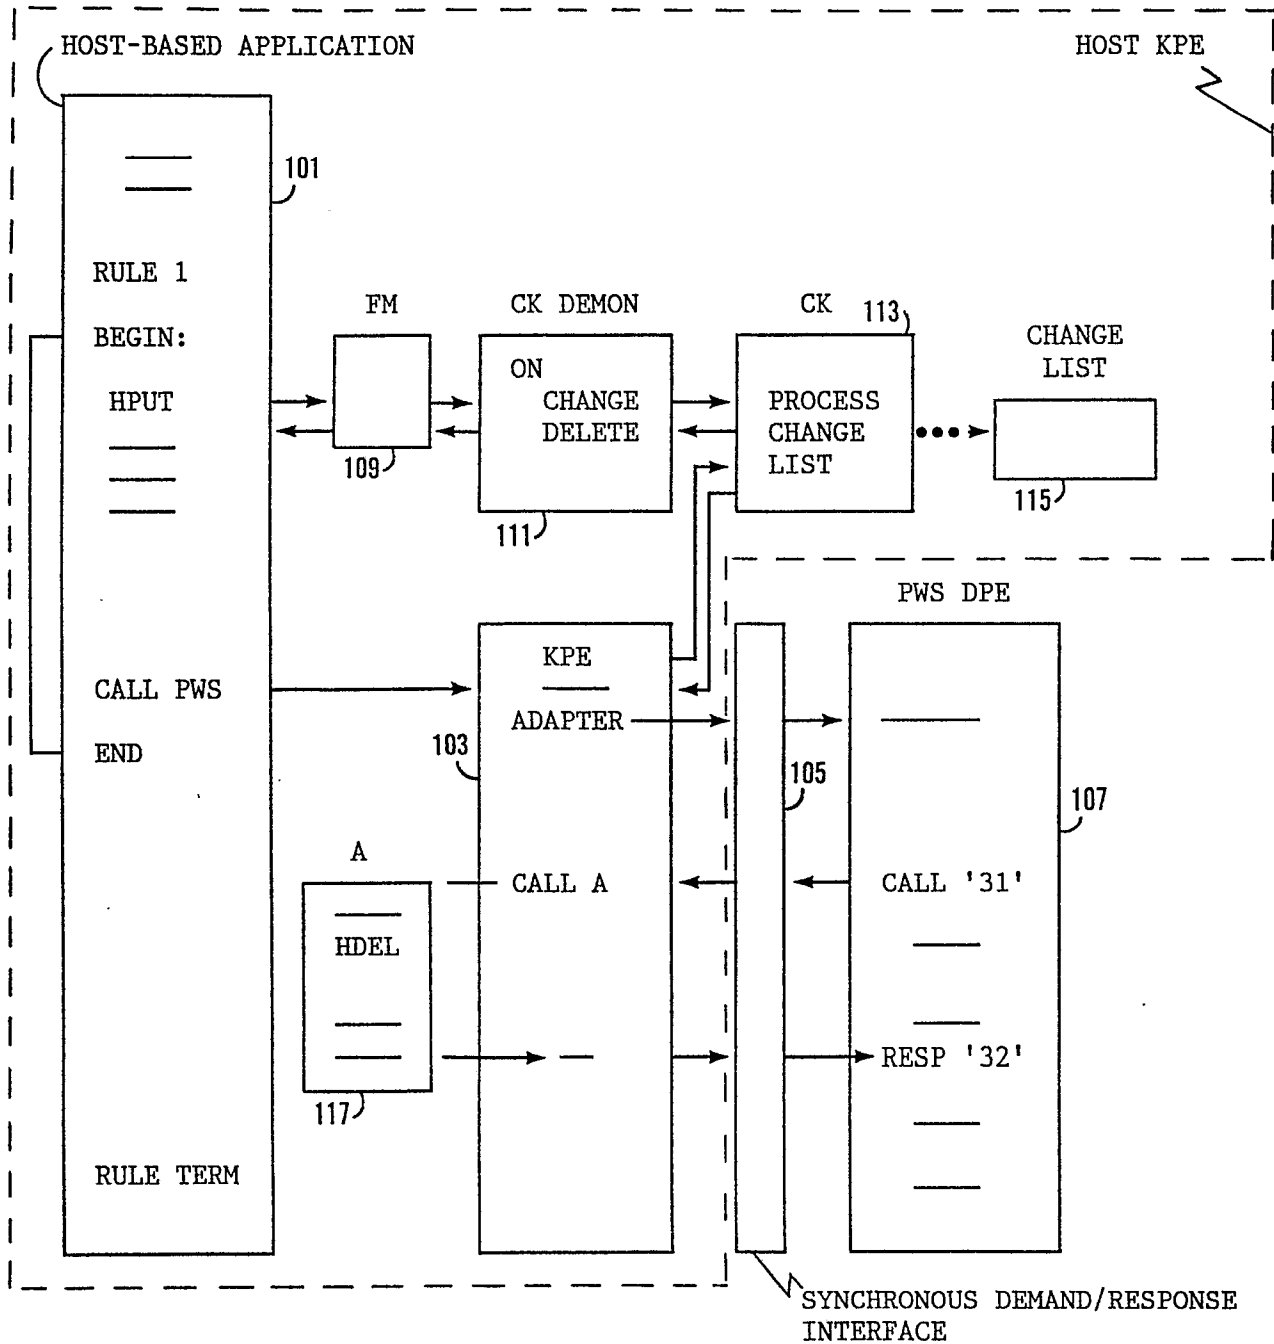 HOST-BASED APPLICATION
HOST KPE
101
RULE 1
BEGIN:
HPUT
CALL PWS
END
RULE TERM
FM
109
CK DEMON
ON
CHANGE
DELETE
111
CK
113
PROCESS
CHANGE
LIST
CHANGE
LIST
115
KPE
ADAPTER
103
CALL A
A
HDEL
117
105
PWS DPE
107
CALL '31'
RESP '32'
SYNCHRONOUS DEMAND/RESPONSE
INTERFACE